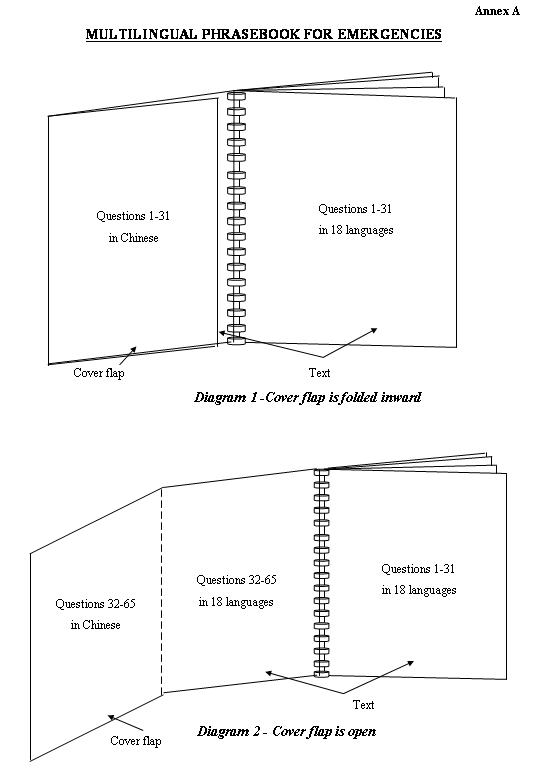 Annex A
MULTILINGUAL PHRASEBOOK FOR EMERGENCIES
Questions 1-31
in Chinese
Questions 1-31
in 18 languages
Cover flap
Text
Diagram 1 -Cover flap is folded inward
Questions 32-65
in Chinese
Questions 32-65
in 18 languages
Questions 1-31
in 18 languages
Text
Cover flap
Diagram 2 - Cover flap is open